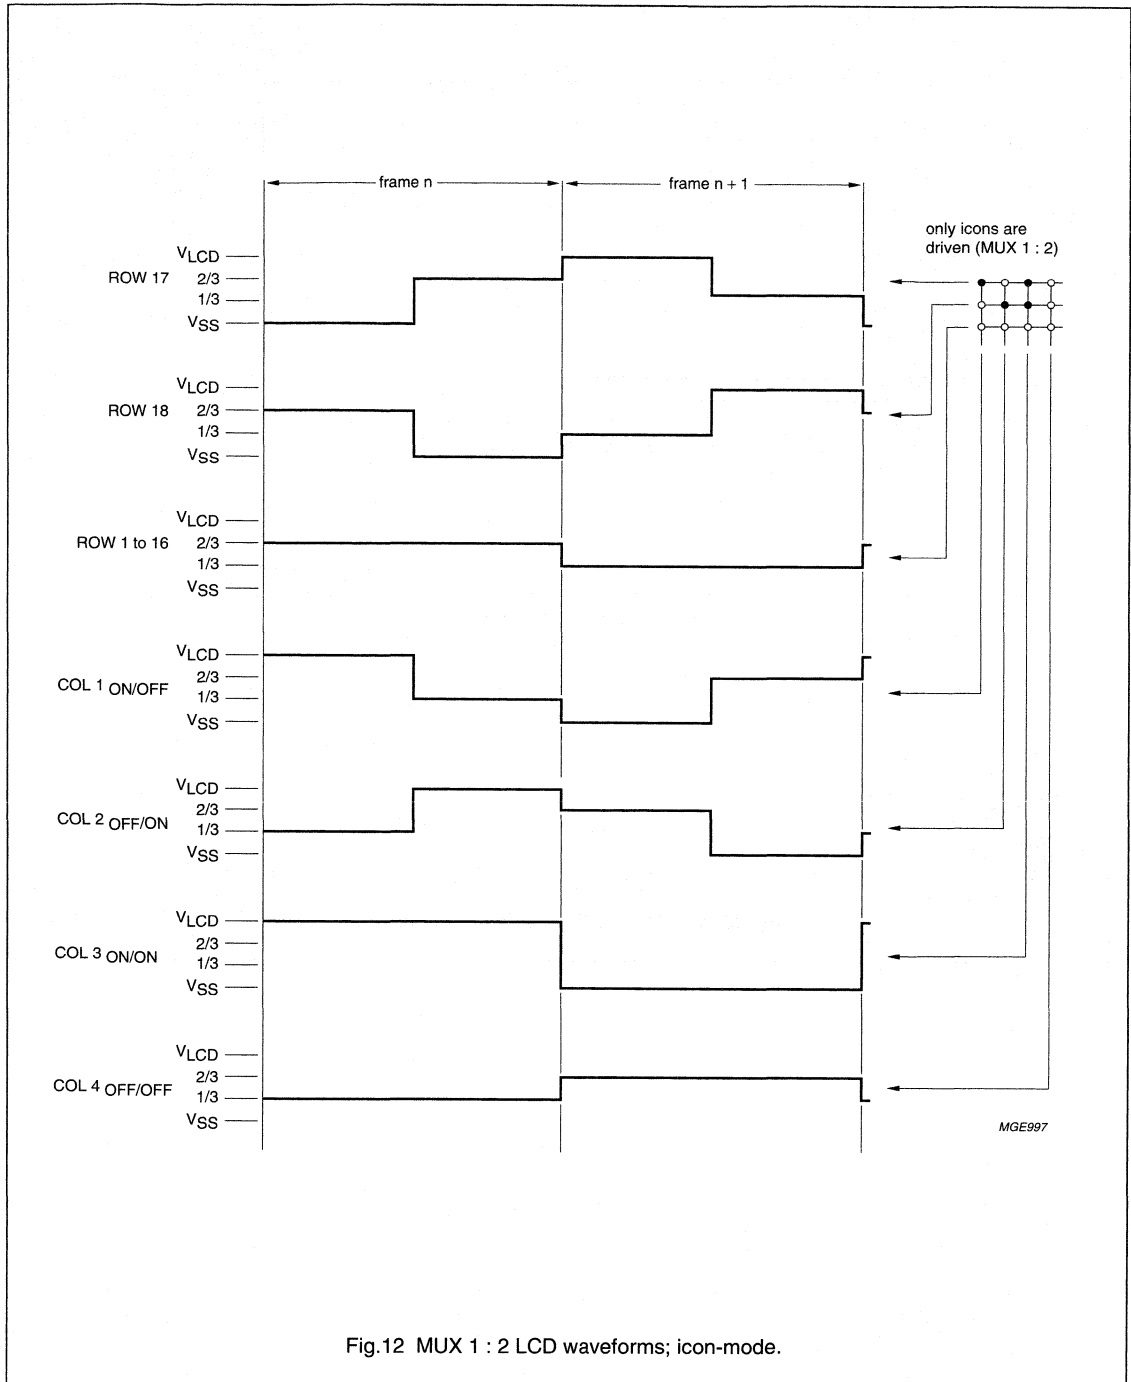 frame n
frame n + 1
only icons are
driven (MUX 1 : 2)
ROW 17
VLCD
2/3
1/3
VSS
ROW 18
VLCD
2/3
1/3
VSS
ROW 1 to 16
VLCD
2/3
1/3
VSS
COL 1 ON/OFF
VLCD
2/3
1/3
VSS
COL 2 OFF/ON
VLCD
2/3
1/3
VSS
COL 3 ON/ON
VLCD
2/3
1/3
VSS
COL 4 OFF/OFF
VLCD
2/3
1/3
VSS
MGE997
Fig.12 MUX 1 : 2 LCD waveforms; icon-mode.